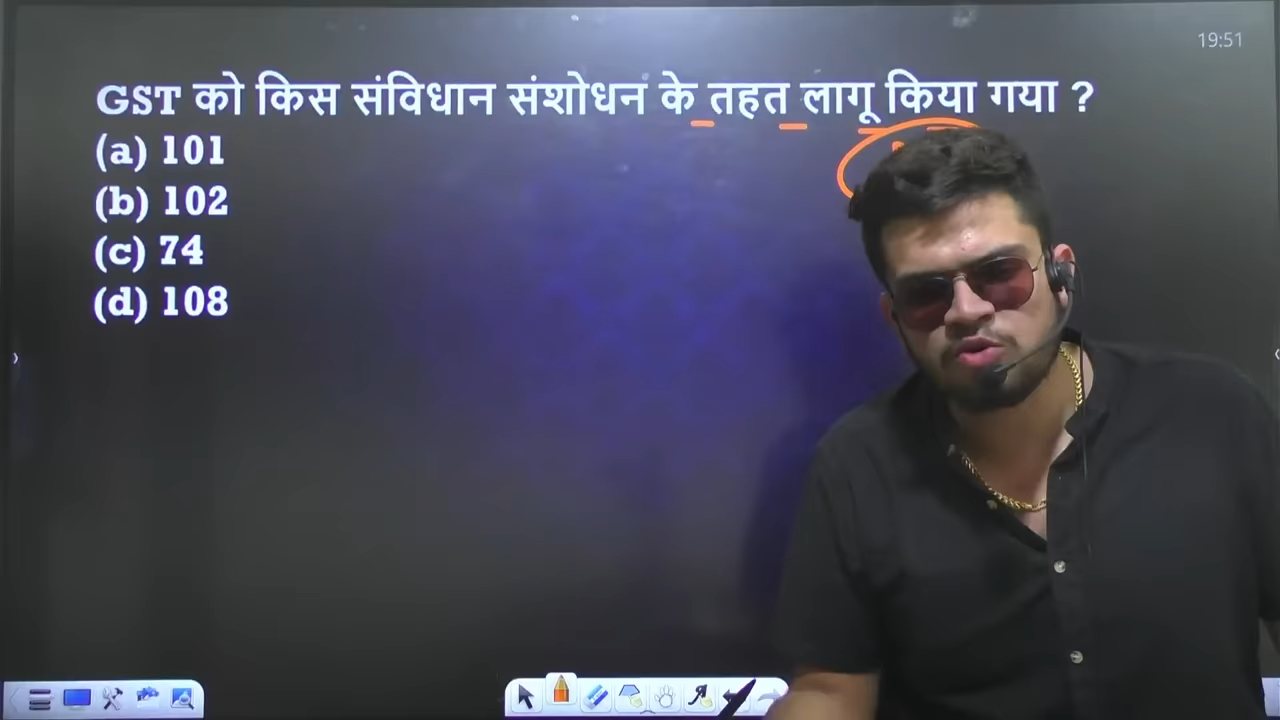 19:51
GST को किस संविधान संशोधन के तहत लागू किया गया ?
(a) 101
(b) 102
(c) 74
(d) 108